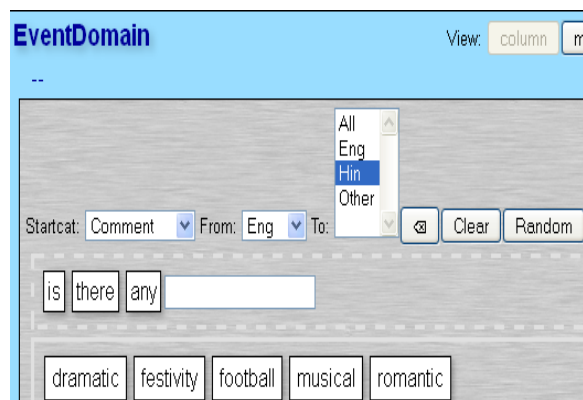 EventDomain View: column
--
All
Eng
Hin
Other
Startcat: Comment From: Eng To: Clear Random
is there any
dramatic festivity football musical romantic